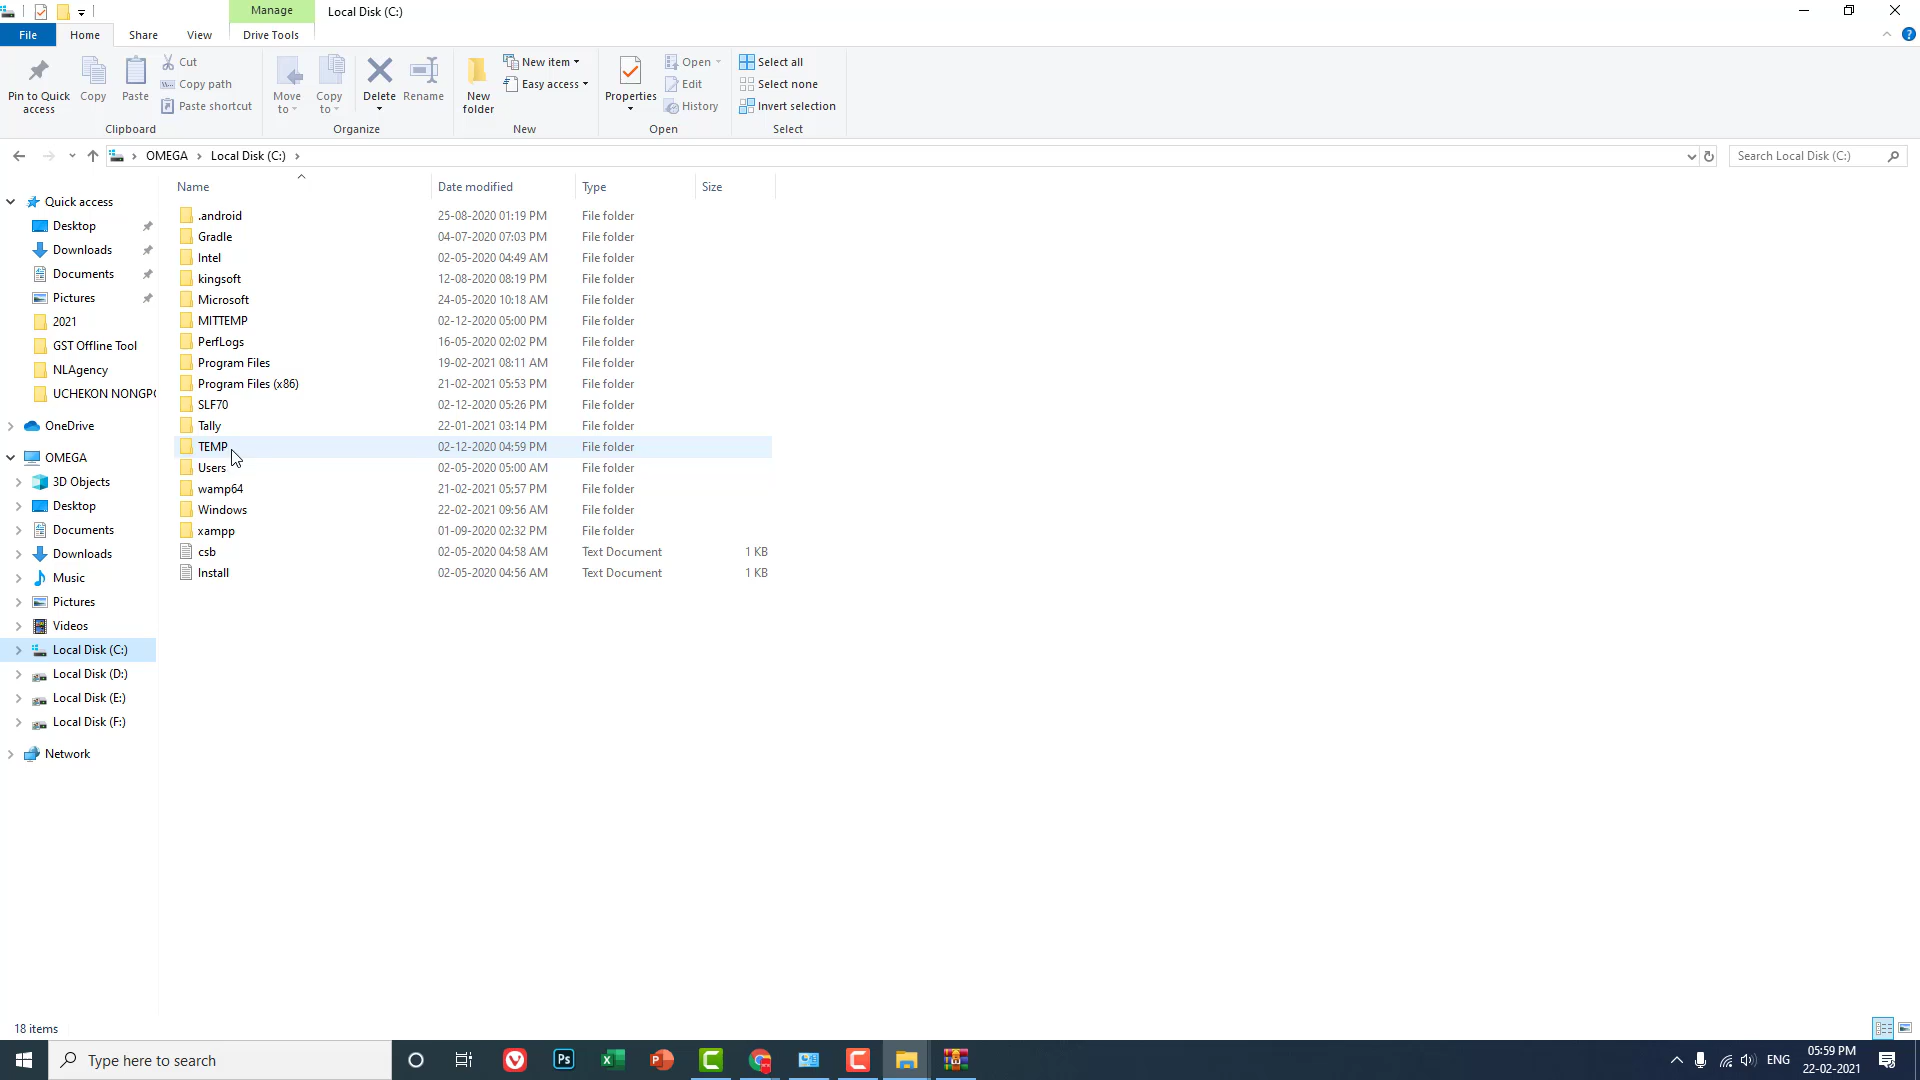 Manage
Local Disk (C:)
File
Home
Share
View
Drive Tools
Pin to Quick access
Copy
Paste
Cut
Copy path
Paste shortcut
Clipboard
Move to
Copy to
Delete
Rename
Organize
New folder
New item
Easy access
New
Properties
Open
Edit
History
Open
Select all
Select none
Invert selection
Select
OMEGA > Local Disk (C:) >
Search Local Disk (C:)
Quick access
Desktop
Downloads
Documents
Pictures
2021
GST Offline Tool
NLAgency
UCHEKON NONGPO
OneDrive
OMEGA
3D Objects
Desktop
Documents
Downloads
Music
Pictures
Videos
Local Disk (C:)
Local Disk (D:)
Local Disk (E:)
Local Disk (F:)
Network
Name Date modified Type Size
.android 25-08-2020 01:19 PM File folder
Gradle 04-07-2020 07:03 PM File folder
Intel 02-05-2020 04:49 AM File folder
kingsoft 12-08-2020 08:19 PM File folder
Microsoft 24-05-2020 10:18 AM File folder
MITTEMP 02-12-2020 05:00 PM File folder
PerfLogs 16-05-2020 02:02 PM File folder
Program Files 19-02-2021 08:11 AM File folder
Program Files (x86) 21-02-2021 05:53 PM File folder
SLF70 02-12-2020 05:26 PM File folder
Tally 22-01-2021 03:14 PM File folder
TEMP 02-12-2020 04:59 PM File folder
Users 02-05-2020 05:00 AM File folder
wamp64 21-02-2021 05:57 PM File folder
Windows 22-02-2021 09:56 AM File folder
xampp 01-09-2020 02:32 PM File folder
csb 02-05-2020 04:58 AM Text Document 1 KB
Install 02-05-2020 04:56 AM Text Document 1 KB
18 items
Type here to search
Ps
ENG
05:59 PM
22-02-2021